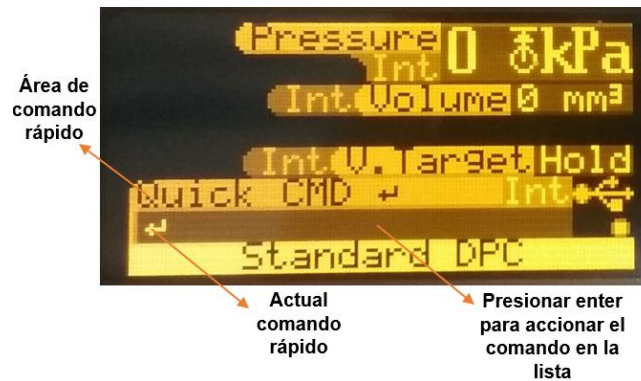 Pressure
Int 0 kPa
Int Volume 0 mm³
Int V.Target Hold
Quick CMD ↵ Int
↵
Standard DPC
Área de
comando
rápido
Actual
comando
rápido
Presionar enter
para accionar el
comando en la
lista